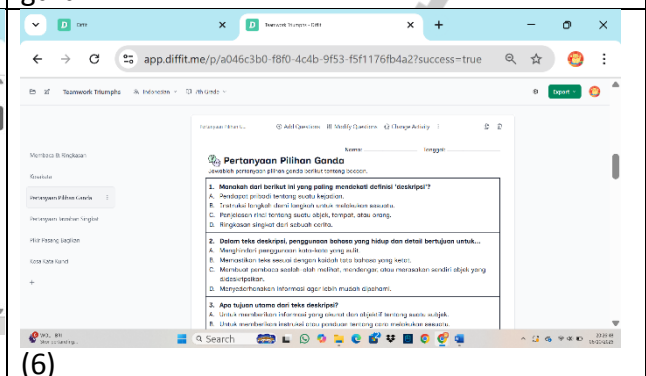 Diffit
Teamwork Triumphs - Diffit
app.diffit.me/p/a046c3b0-f8f0-4c4b-9f53-f5f1176fb4a2?success=true
Teamwork Triumphs
Indonesian
7th Grade
Export
Pertanyaan Pilihan...
Add Questions
Modify Questions
Change Activity
Name:
Tanggal:
Membaca & Ringkasan
Pertanyaan Pilihan Ganda
Pertanyaan Jawaban Singkat
Kosa Kata Kunci
+
Pertanyaan Pilihan Ganda
Jawablah pertanyaan pilihan ganda berikut tentang bacaan.
1. Manakah dari berikut ini yang paling mendekati definisi 'deskripsi'?
A. Pendapat pribadi tentang suatu kejadian.
B. Instruksi langkah demi langkah untuk melakukan sesuatu.
C. Penjelasan rinci tentang suatu objek, tempat, atau orang.
D. Ringkasan singkat dari sebuah cerita.
2. Dalam teks deskripsi, penggunaan bahasa yang hidup dan detail bertujuan untuk...
A. Menghindari penggunaan kata-kata yang sulit.
B. Memastikan teks sesuai dengan kaidah tata bahasa yang ketat.
C. Membuat pembaca seolah-olah melihat, mendengar, atau merasakan sendiri objek yang
dideskripsikan.
D. Menyederhanakan informasi agar lebih mudah dipahami.
3. Apa tujuan utama dari teks deskripsi?
A. Untuk memberikan informasi yang akurat dan objektif tentang suatu subjek.
B. Untuk memberikan instruksi atau panduan tentang cara melakukan sesuatu.
Search
(6)